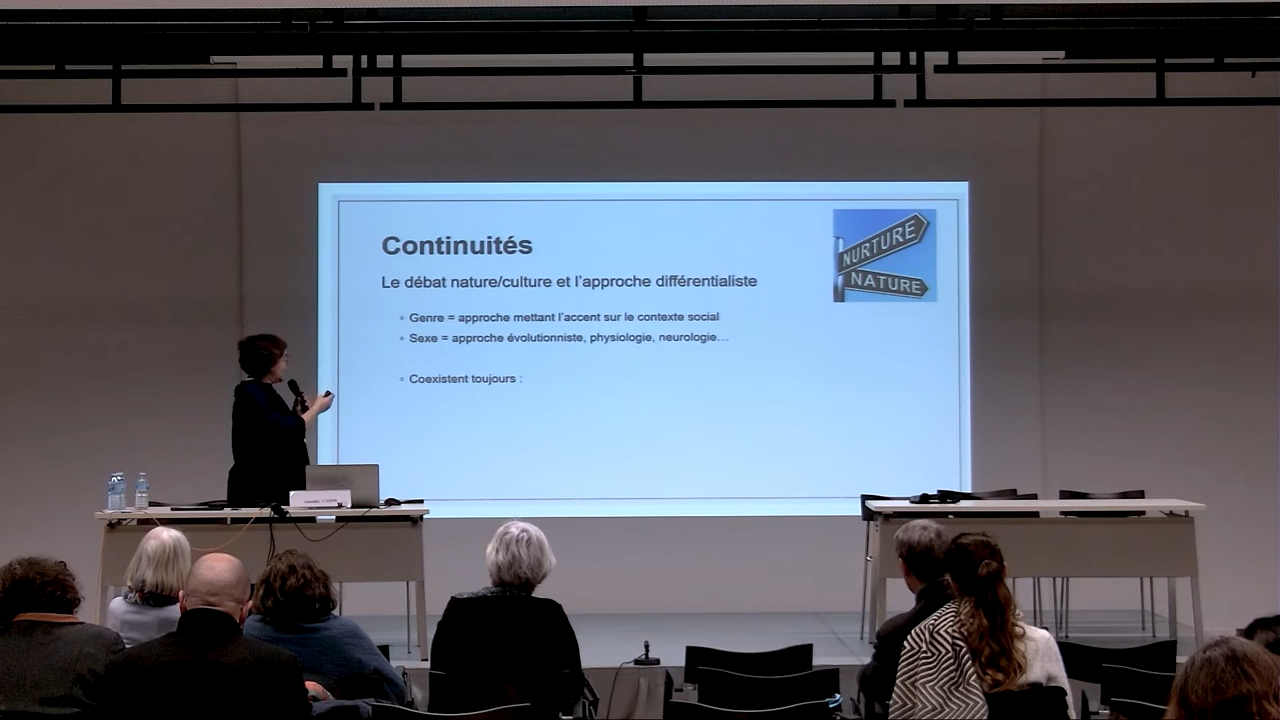 Continuités
Le débat nature/culture et l'approche différentialiste
▫ Genre = approche mettant l'accent sur le contexte social
▫ Sexe = approche évolutionniste, physiologie, neurologie…
▫ Coexistent toujours :
NURTURE
NATURE